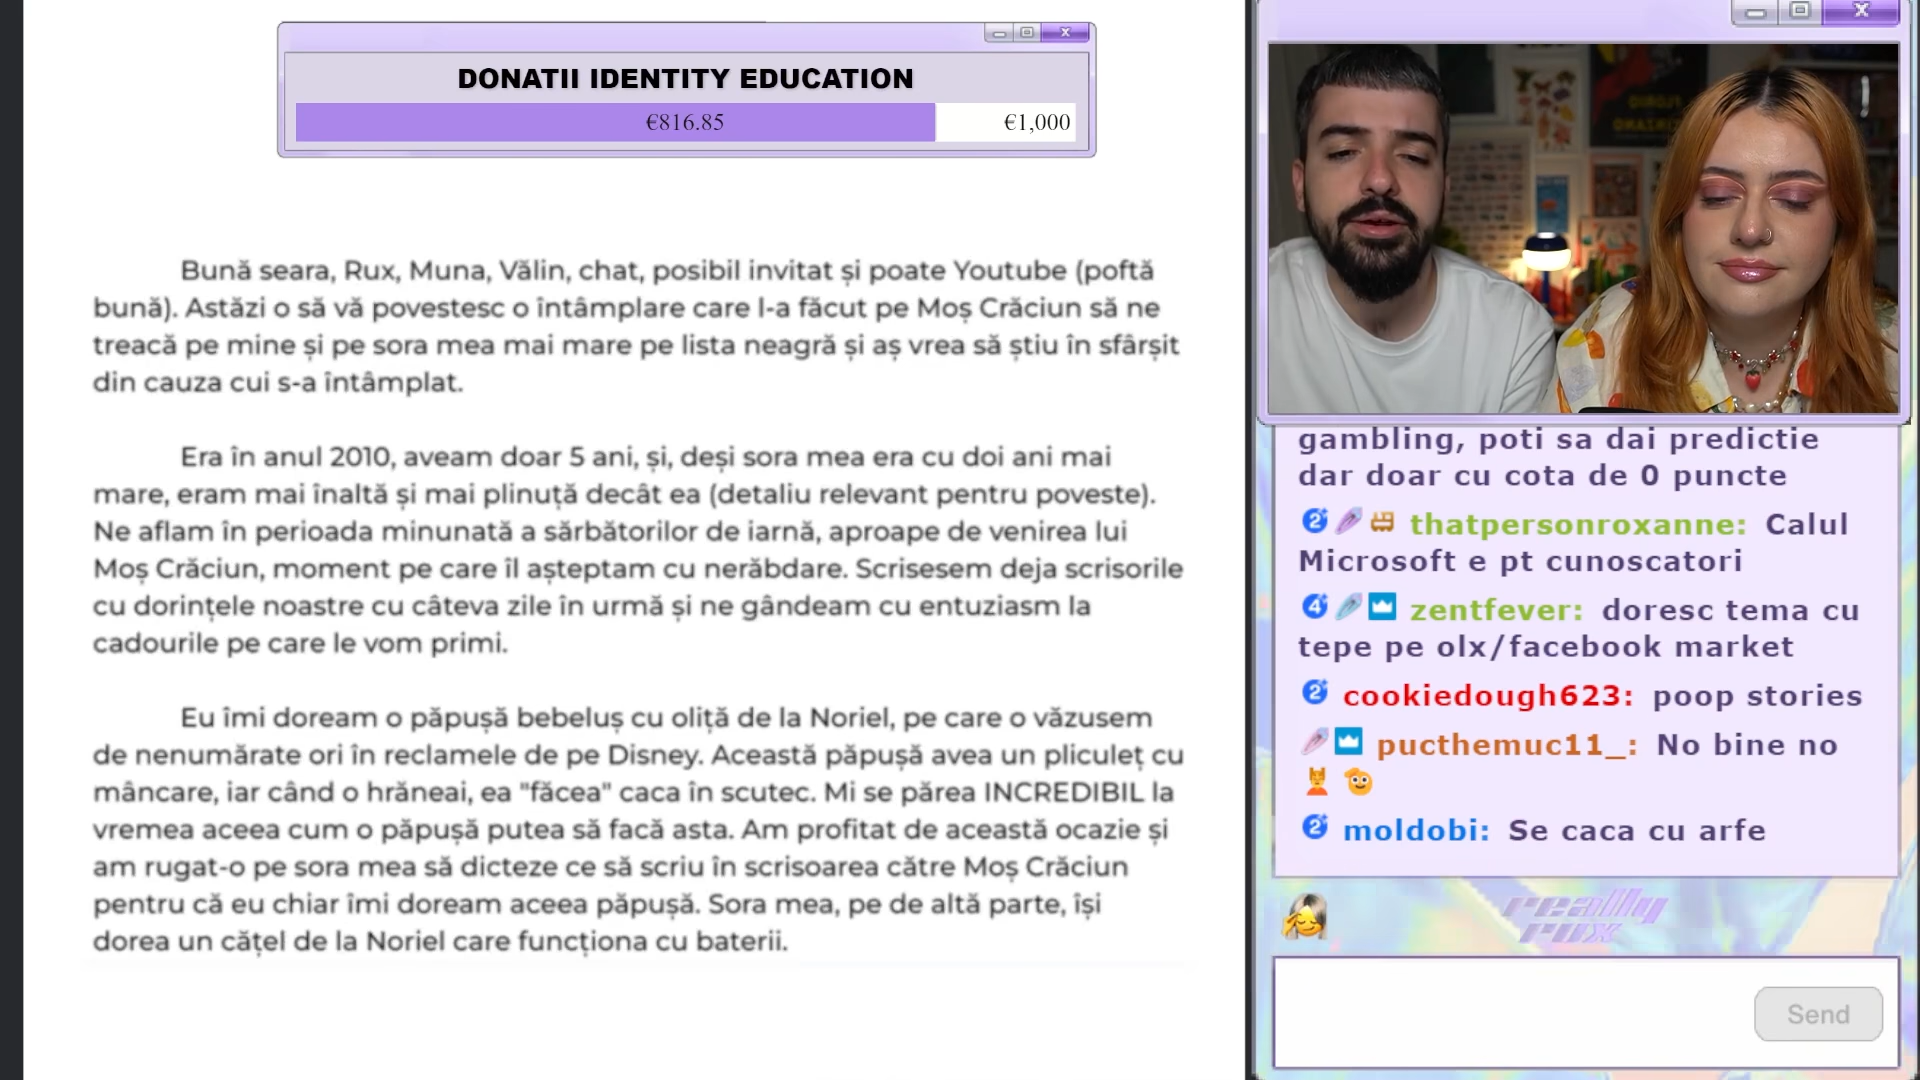 DONATII IDENTITY EDUCATION
€816.85
€1,000
Bună seara, Rux, Muna, Vălin, chat, posibil invitat și poate Youtube (poftă
bună). Astăzi o să vă povestesc o întâmplare care l-a făcut pe Moș Crăciun să ne
treacă pe mine și pe sora mea mai mare pe lista neagră și aș vrea să știu în sfârșit
din cauza cui s-a întâmplat.
Era în anul 2010, aveam doar 5 ani, și, deși sora mea era cu doi ani mai
mare, eram mai înaltă și mai plinuță decât ea (detaliu relevant pentru poveste).
Ne aflam în perioada minunată a sărbătorilor de iarnă, aproape de venirea lui
Moș Crăciun, moment pe care îl așteptam cu nerăbdare. Scrisesem deja scrisorile
cu dorințele noastre cu câteva zile în urmă și ne gândeam cu entuziasm la
cadourile pe care le vom primi.
Eu îmi doream o păpușă bebeluș cu oliță de la Noriel, pe care o văzusem
de nenumărate ori în reclamele de pe Disney. Această păpușă avea un pliculeț cu
mâncare, iar când o hrăneai, ea "făcea" caca în scutec. Mi se părea INCREDIBIL la
vremea aceea cum o păpușă putea să facă asta. Am profitat de această ocazie și
am rugat-o pe sora mea să dicteze ce să scriu în scrisoarea către Moș Crăciun
pentru că eu chiar îmi doream aceea păpușă. Sora mea, pe de altă parte, își
dorea un cățel de la Noriel care funcționa cu baterii.
gambling, poti sa dai predictie
dar doar cu cota de 0 puncte
thatpersonroxanne: Calul
Microsoft e pt cunoscatori
zentfever: doresc tema cu
tepe pe olx/facebook market
cookiedough623: poop stories
pucthemuc11_: No bine no
moldobi: Se caca cu arfe
really
rux
Send